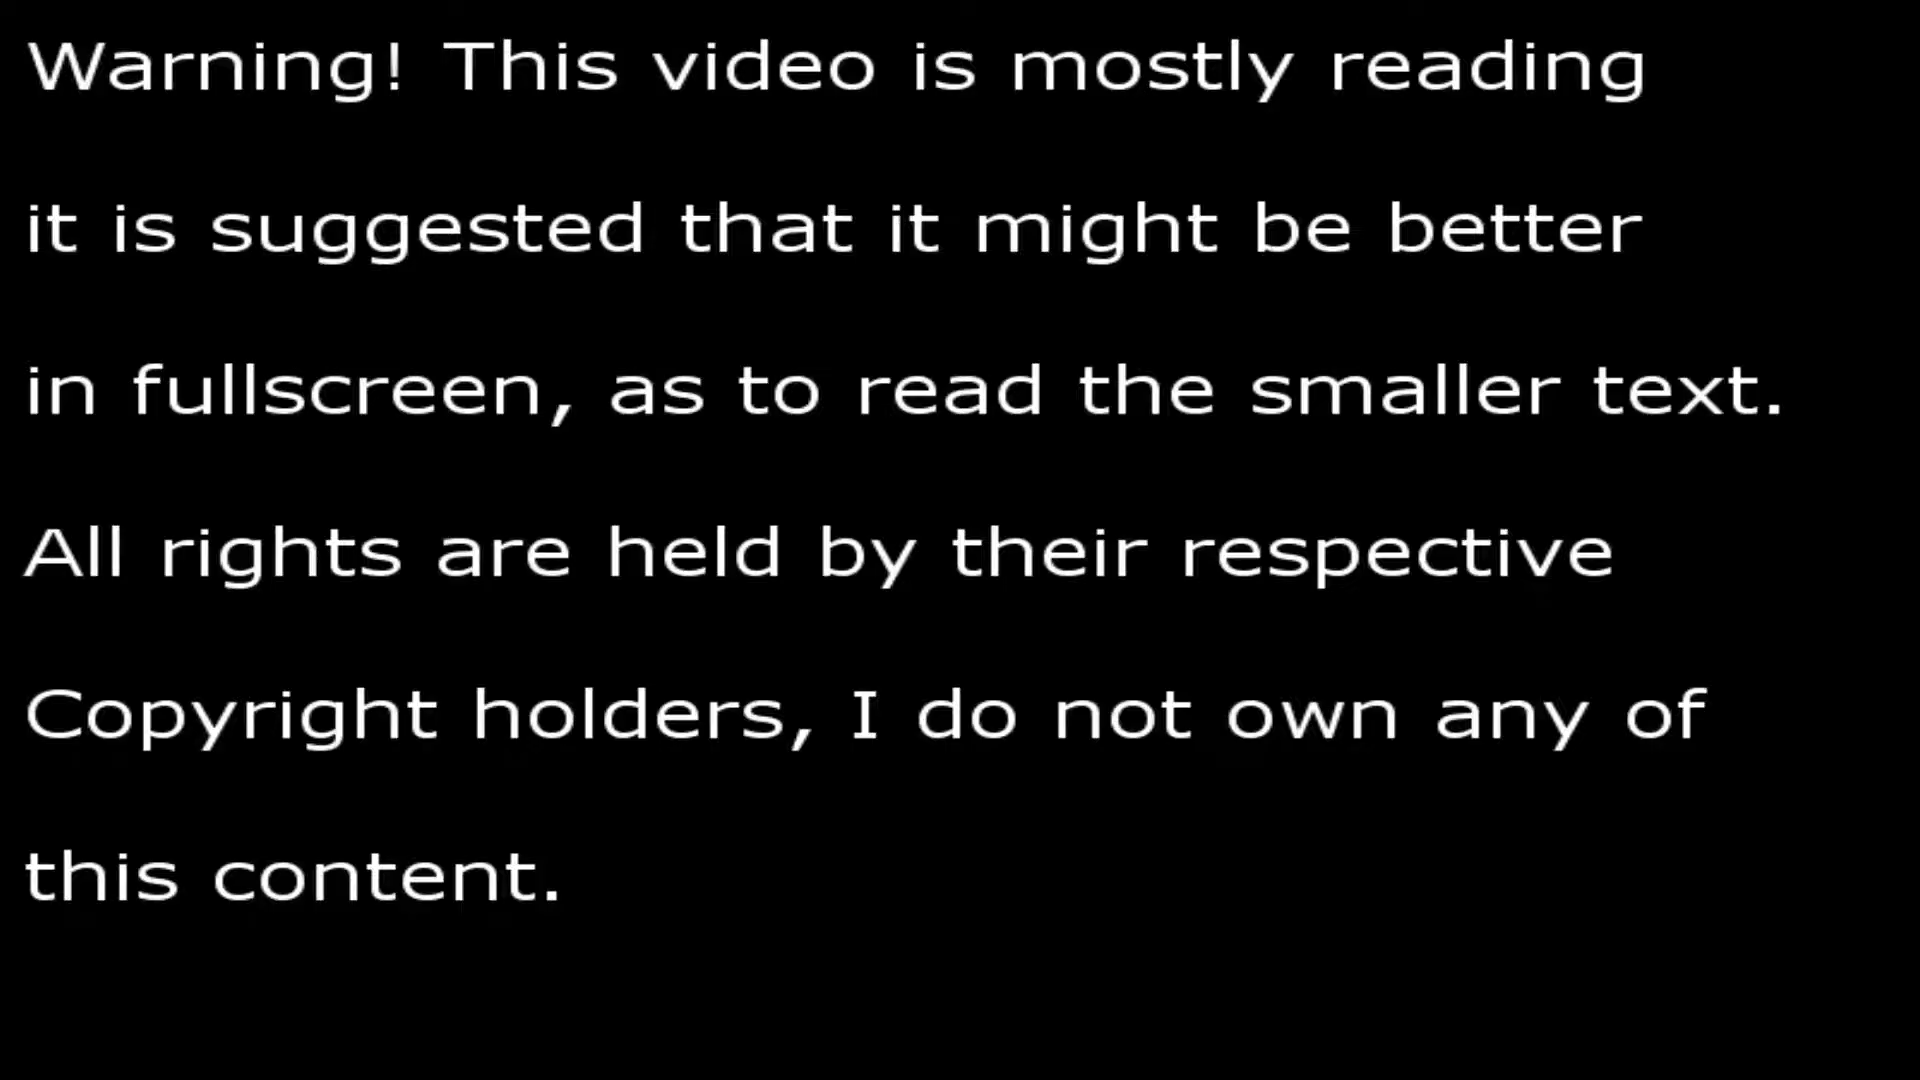 Warning! This video is mostly reading
it is suggested that it might be better
in fullscreen, as to read the smaller text.
All rights are held by their respective
Copyright holders, I do not own any of
this content.